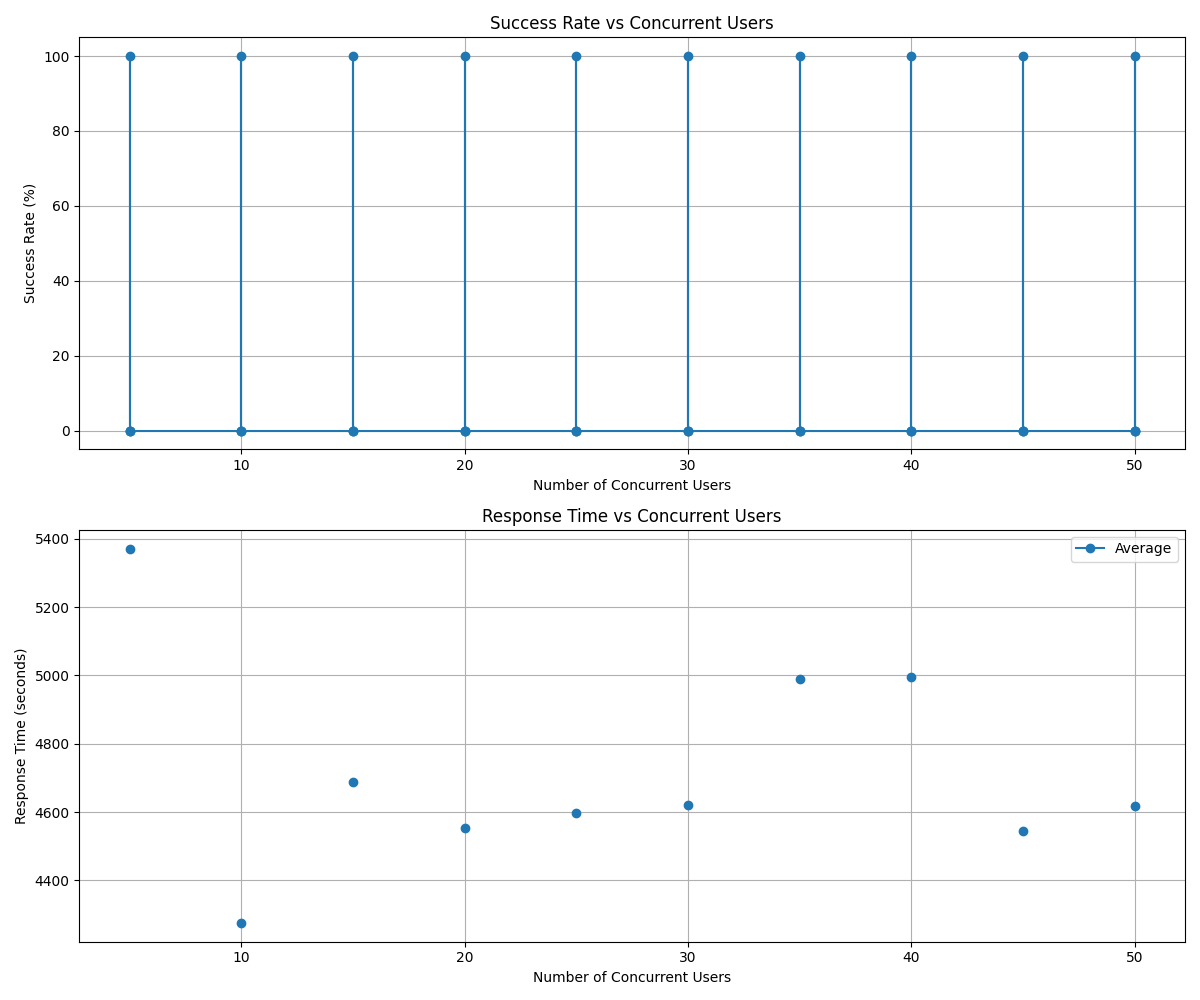 Success Rate vs Concurrent Users
100
80
60
40
20
0
Success Rate (%)
10 20 30 40 50
Number of Concurrent Users
Response Time vs Concurrent Users
Average
5400
5200
5000
4800
4600
4400
Response Time (seconds)
10 20 30 40 50
Number of Concurrent Users